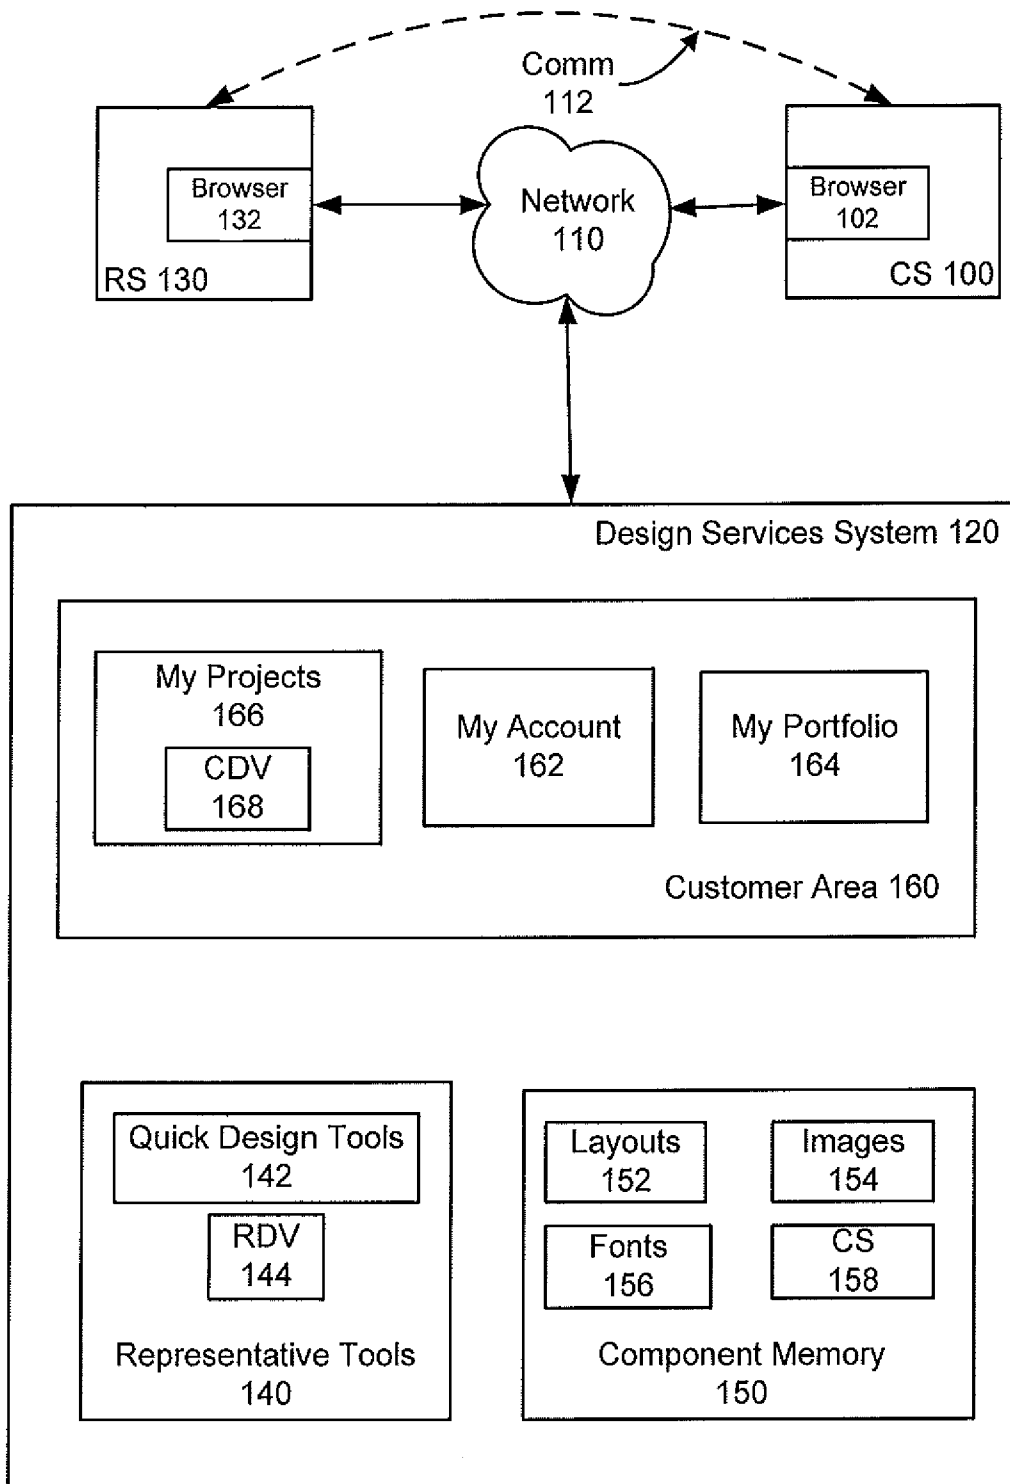 Comm
112
Browser
132
RS 130
Network
110
Browser
102
CS 100
Design Services System 120
My Projects
166
CDV
168
My Account
162
My Portfolio
164
Customer Area 160
Quick Design Tools
142
RDV
144
Representative Tools
140
Layouts
152
Images
154
Fonts
156
CS
158
Component Memory
150